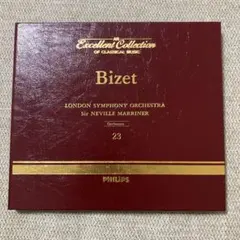 Excellent Collection
OF CLASSICAL MUSIC
Bizet
LONDON SYMPHONY ORCHESTRA
Sir NEVILLE MARRINER
23
PHILIPS